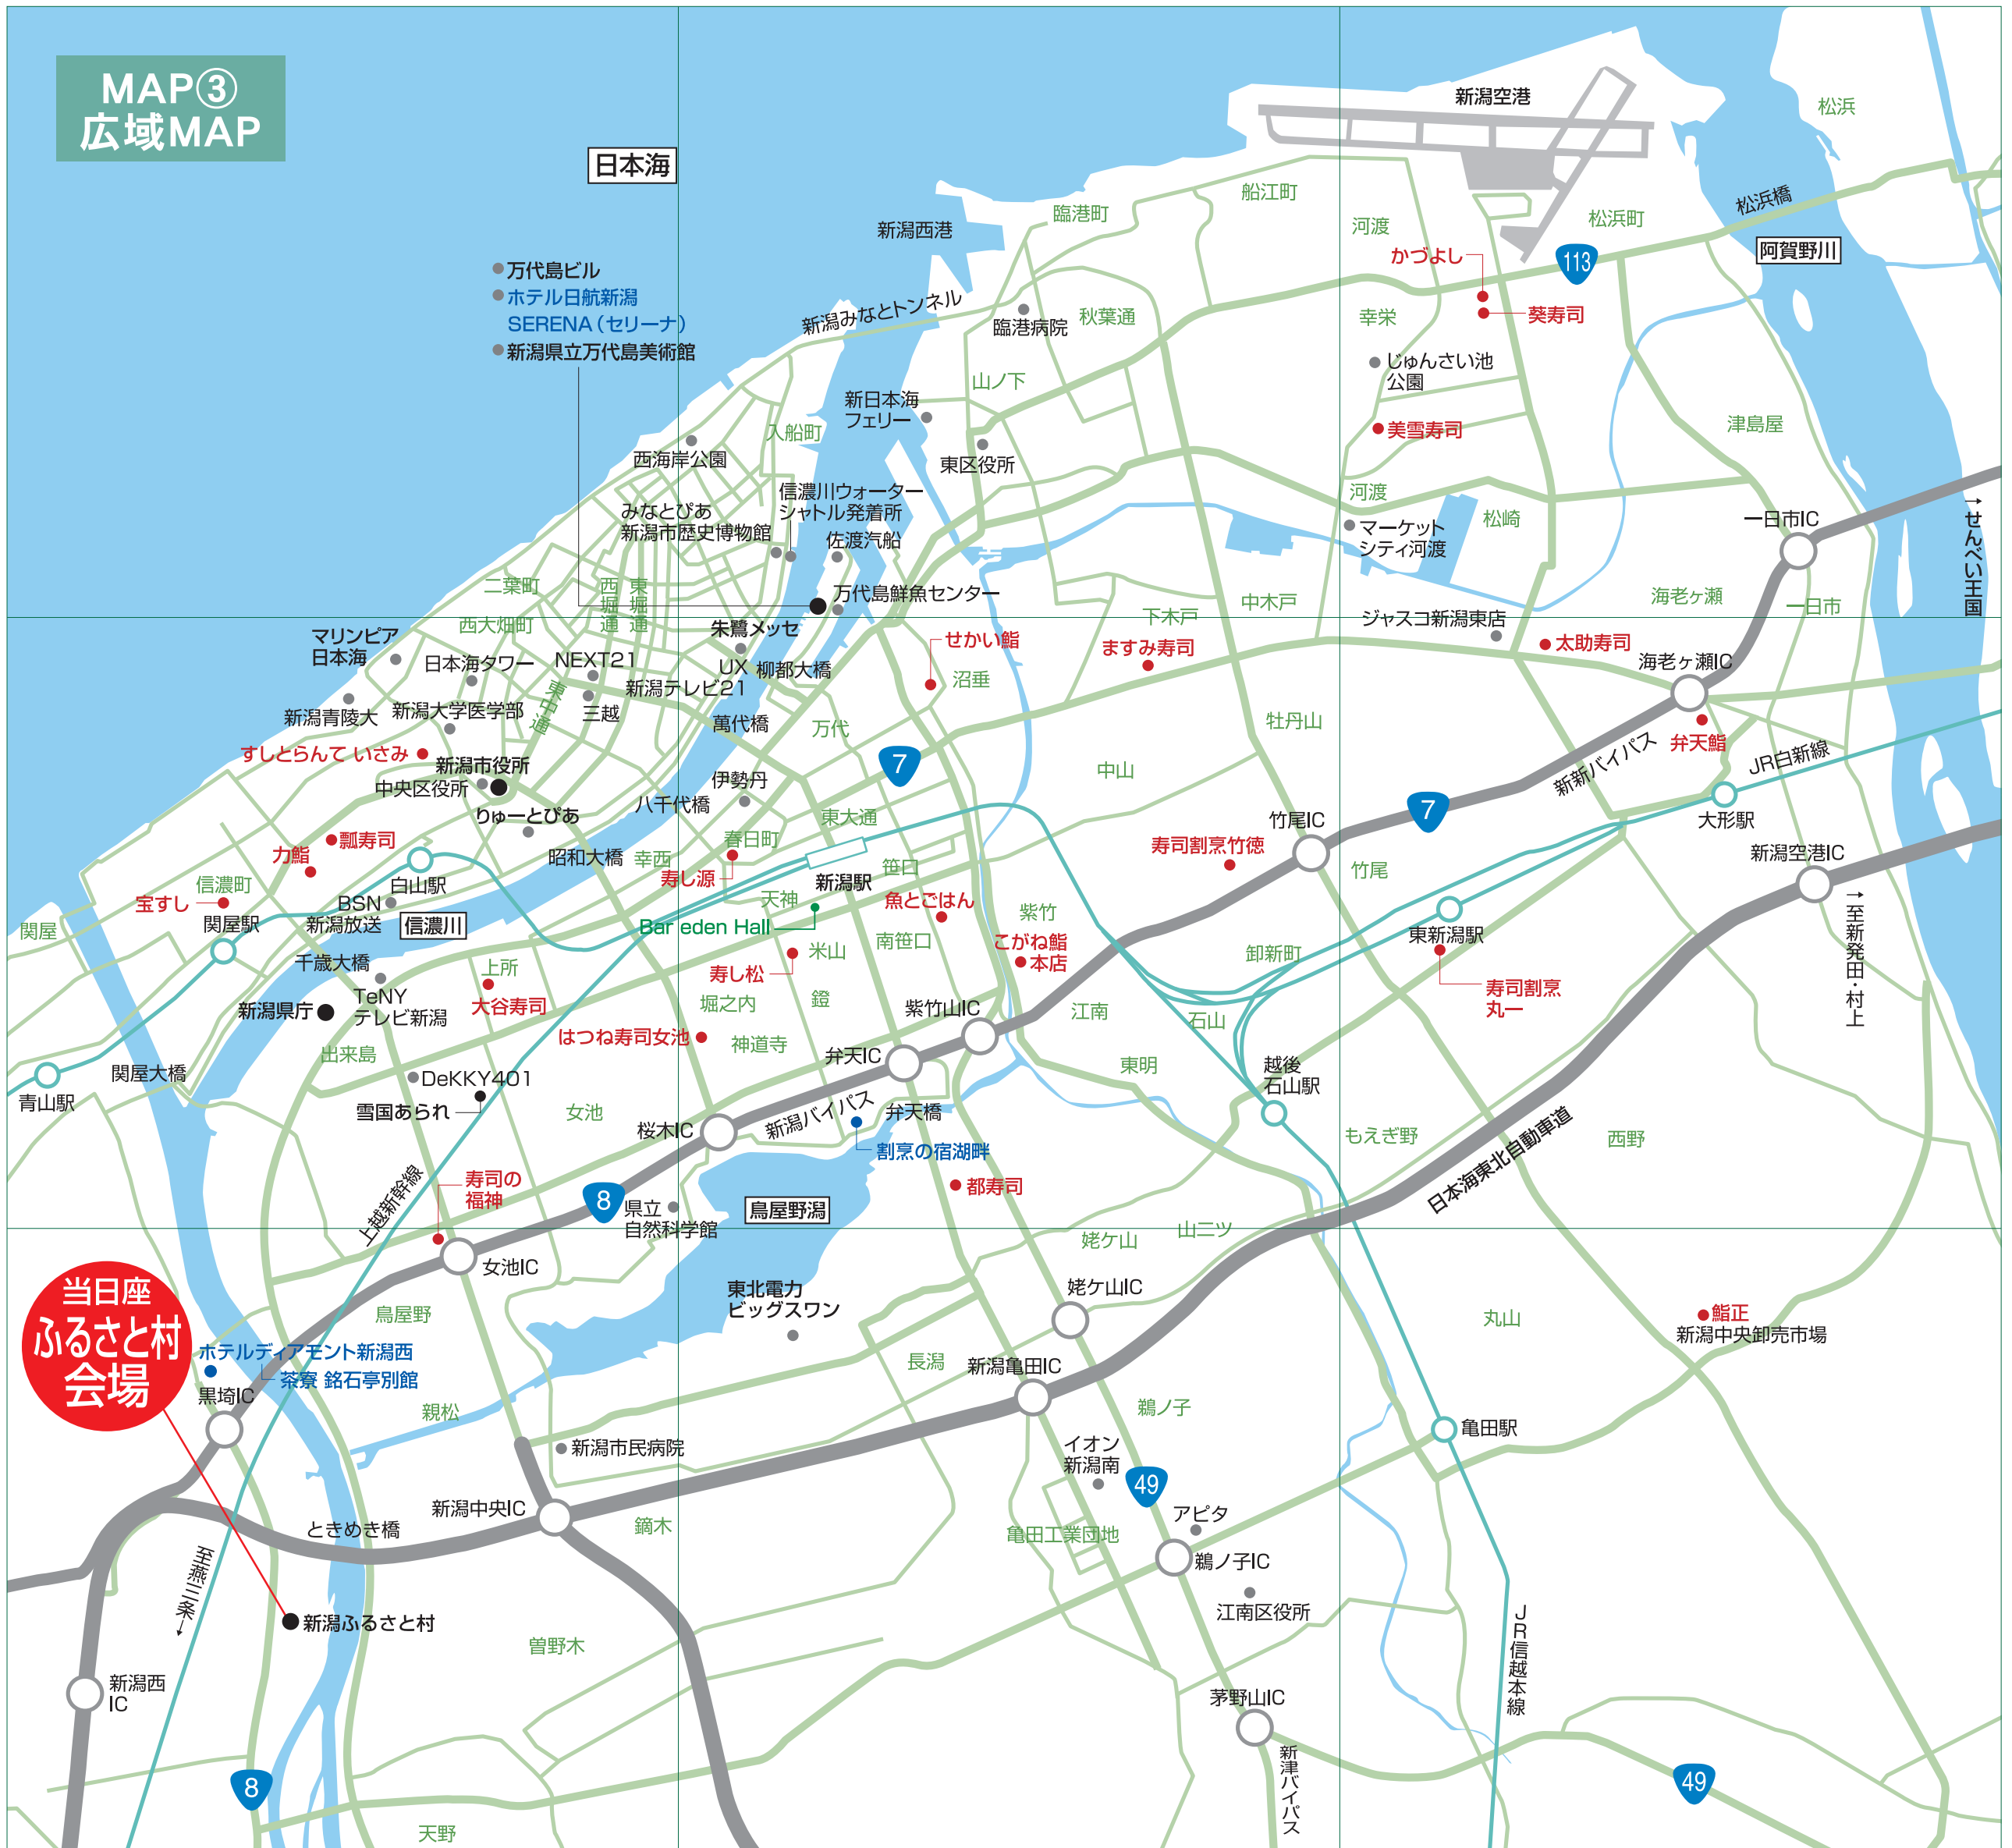 MAP③
広域MAP
日本海
新潟空港
松浜
船江町
臨港町
新潟西港
河渡
松浜町
松浜橋
阿賀野川
かづよし
113
万代島ビル
ホテル日航新潟
SERENA（セリーナ）
新潟県立万代島美術館
新潟みなとトンネル
臨港病院
秋葉通
幸栄
葵寿司
じゅんさい池
公園
山ノ下
新日本海
フェリー
入船町
美雪寿司
津島屋
西海岸公園
東区役所
信濃川ウォーター
シャトル発着所
みなとぴあ
新潟市歴史博物館
佐渡汽船
河渡
松崎
マーケット
シティ河渡
一日市IC
→せんべい王国
二葉町
西堀通
東堀通
万代島鮮魚センター
下木戸
中木戸
海老ヶ瀬
一日市
ジャスコ新潟東店
西大畑町
朱鷺メッセ
マリンピア
日本海
日本海タワー
NEXT21
UX
柳都大橋
せかい鮨
ますみ寿司
太助寿司
海老ヶ瀬IC
沼垂
新潟テレビ21
東中通
三越
新潟青陵大
新潟大学医学部
萬代橋
万代
牡丹山
弁天鮨
すしとらんて いさみ
新潟市役所
中央区役所
7
中山
新新バイパス
JR白新線
伊勢丹
八千代橋
りゅーとぴあ
東大通
7
大形駅
竹尾IC
春日町
瓢寿司
力鮨
昭和大橋
幸西
寿し源
笹口
新潟駅
寿司割烹竹徳
竹尾
新潟空港IC
信濃町
白山駅
宝すし
BSN
新潟放送
関屋駅
関屋
信濃川
天神
Bar eden Hall
魚とごはん
紫竹
→至新発田・村上
東新潟駅
南笹口
米山
こがね鮨
本店
卸新町
千歳大橋
上所
寿し松
TeNY
テレビ新潟
新潟県庁
大谷寿司
堀之内
鐙
寿司割烹
丸一
紫竹山IC
江南
石山
はつね寿司女池
神道寺
出来島
弁天IC
東明
越後
石山駅
関屋大橋
青山駅
DeKKY401
雪国あられ
女池
桜木IC
新潟バイパス
弁天橋
割烹の宿湖畔
もえぎ野
西野
日本海東北自動車道
上越新幹線
寿司の
福神
8
県立
自然科学館
鳥屋野潟
都寿司
山二ツ
姥ケ山
女池IC
姥ケ山IC
当日座
ふるさと村
会場
東北電力
ビッグスワン
鳥屋野
丸山
鮨正
新潟中央卸売市場
ホテルディアモント新潟西
茶寮 銘石亭別館
黒埼IC
長潟
新潟亀田IC
親松
鵜ノ子
亀田駅
新潟市民病院
イオン
新潟南
49
新潟中央IC
鏑木
アピタ
ときめき橋
亀田工業団地
鵜ノ子IC
至燕三条→
江南区役所
新潟ふるさと村
曽野木
JR信越本線
新潟西
IC
茅野山IC
新津バイパス
8
49
天野